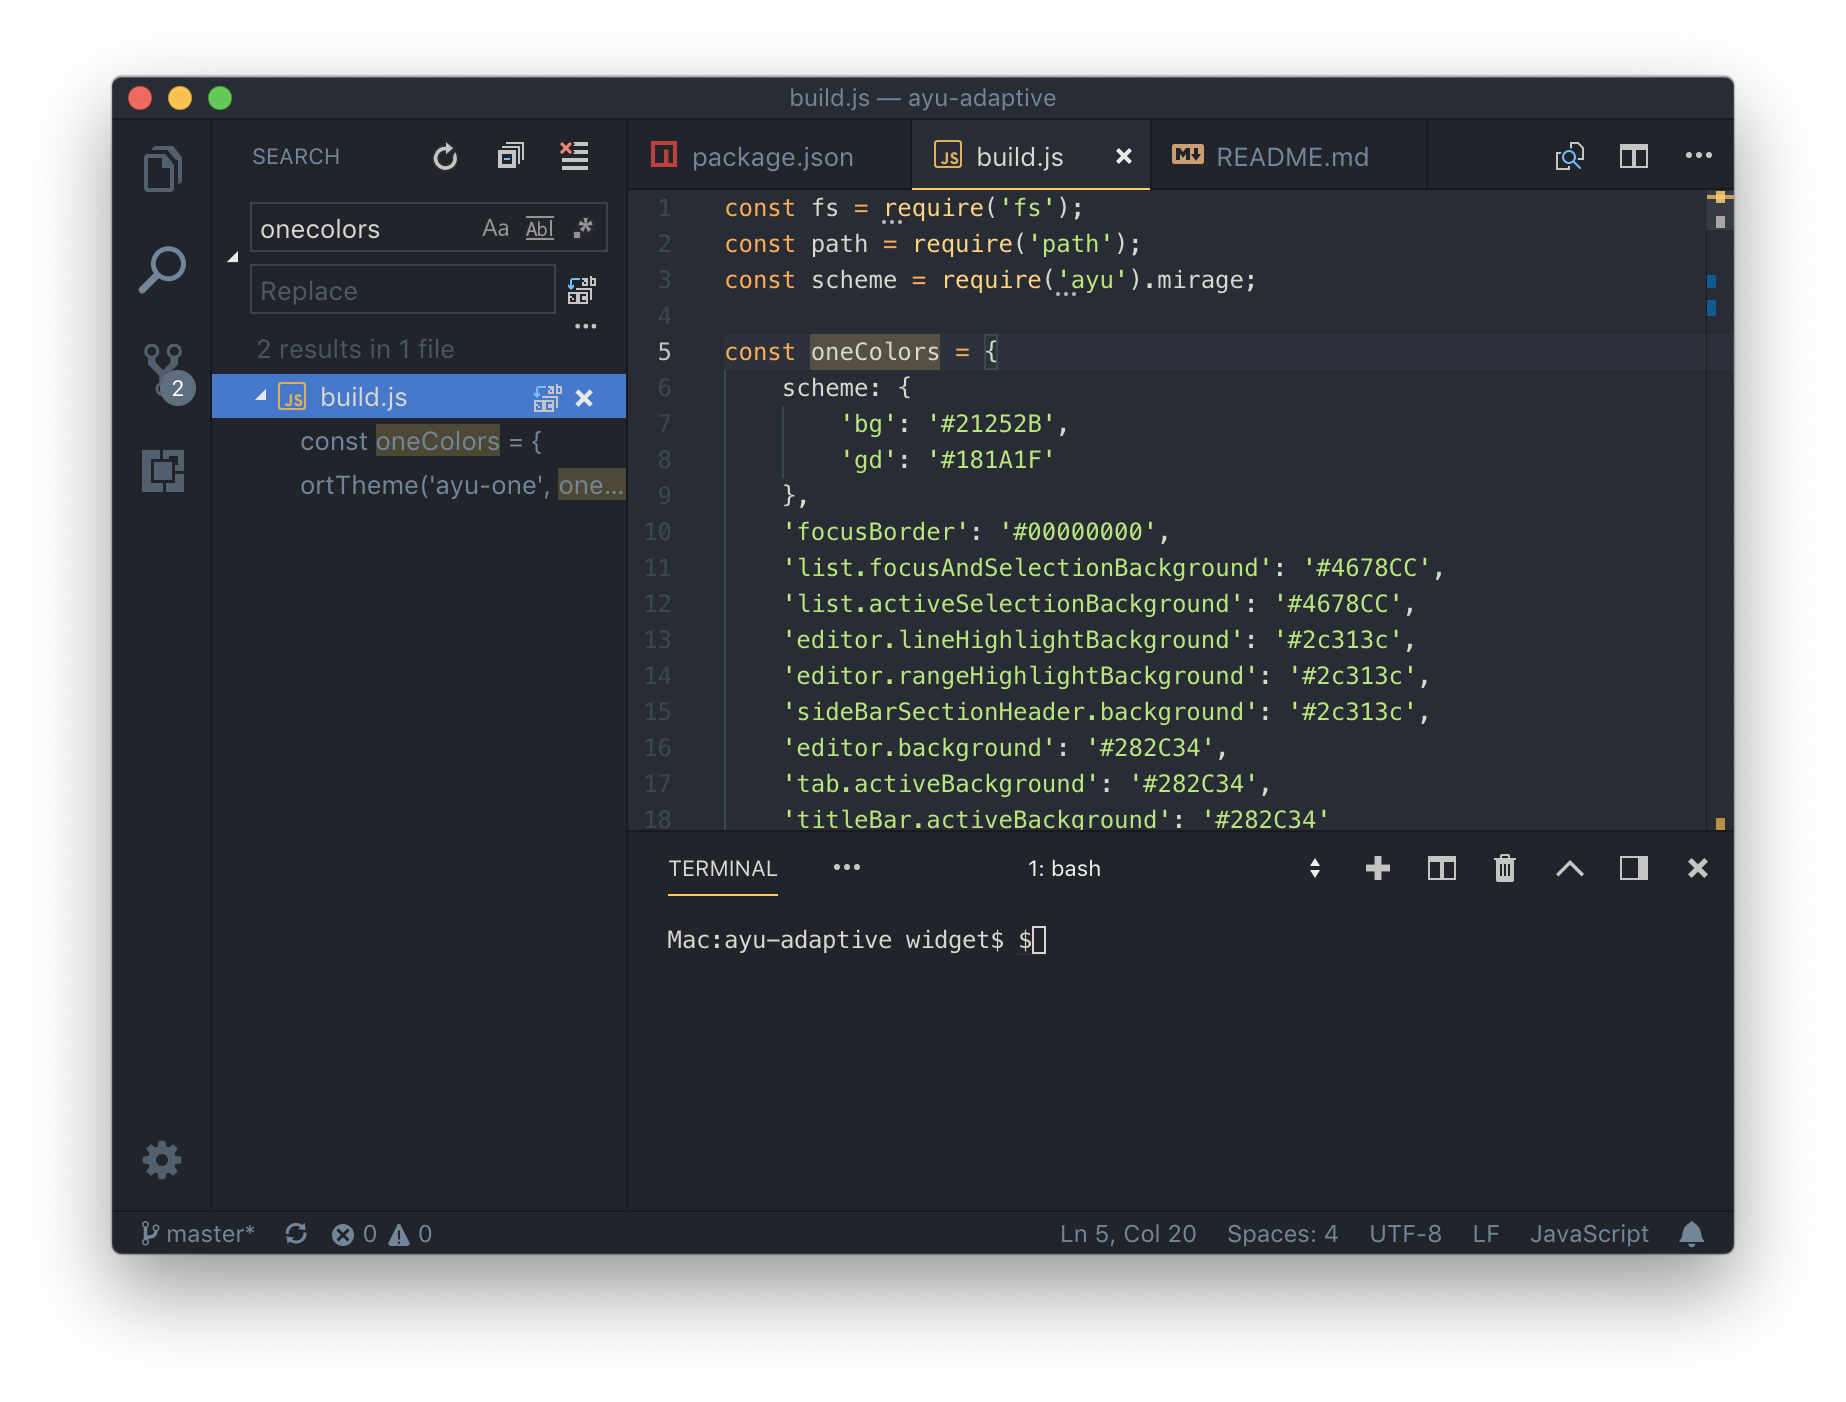 build.js — ayu-adaptive
SEARCH
onecolors
Aa Abl .*
Replace
2 results in 1 file
JS build.js
const oneColors = {
ortTheme('ayu-one', one...
2
package.json
JS build.js
M README.md
1 const fs = require('fs');
2 const path = require('path');
3 const scheme = require('ayu').mirage;
4
5 const oneColors = {
6 scheme: {
7 'bg': '#21252B',
8 'gd': '#181A1F'
9 },
10 'focusBorder': '#00000000',
11 'list.focusAndSelectionBackground': '#4678CC',
12 'list.activeSelectionBackground': '#4678CC',
13 'editor.lineHighlightBackground': '#2c313c',
14 'editor.rangeHighlightBackground': '#2c313c',
15 'sideBarSectionHeader.background': '#2c313c',
16 'editor.background': '#282C34',
17 'tab.activeBackground': '#282C34',
18 'titleBar.activeBackground': '#282C34'
TERMINAL ••• 1: bash
Mac:ayu-adaptive widget$ $
master* 0 0 Ln 5, Col 20 Spaces: 4 UTF-8 LF JavaScript